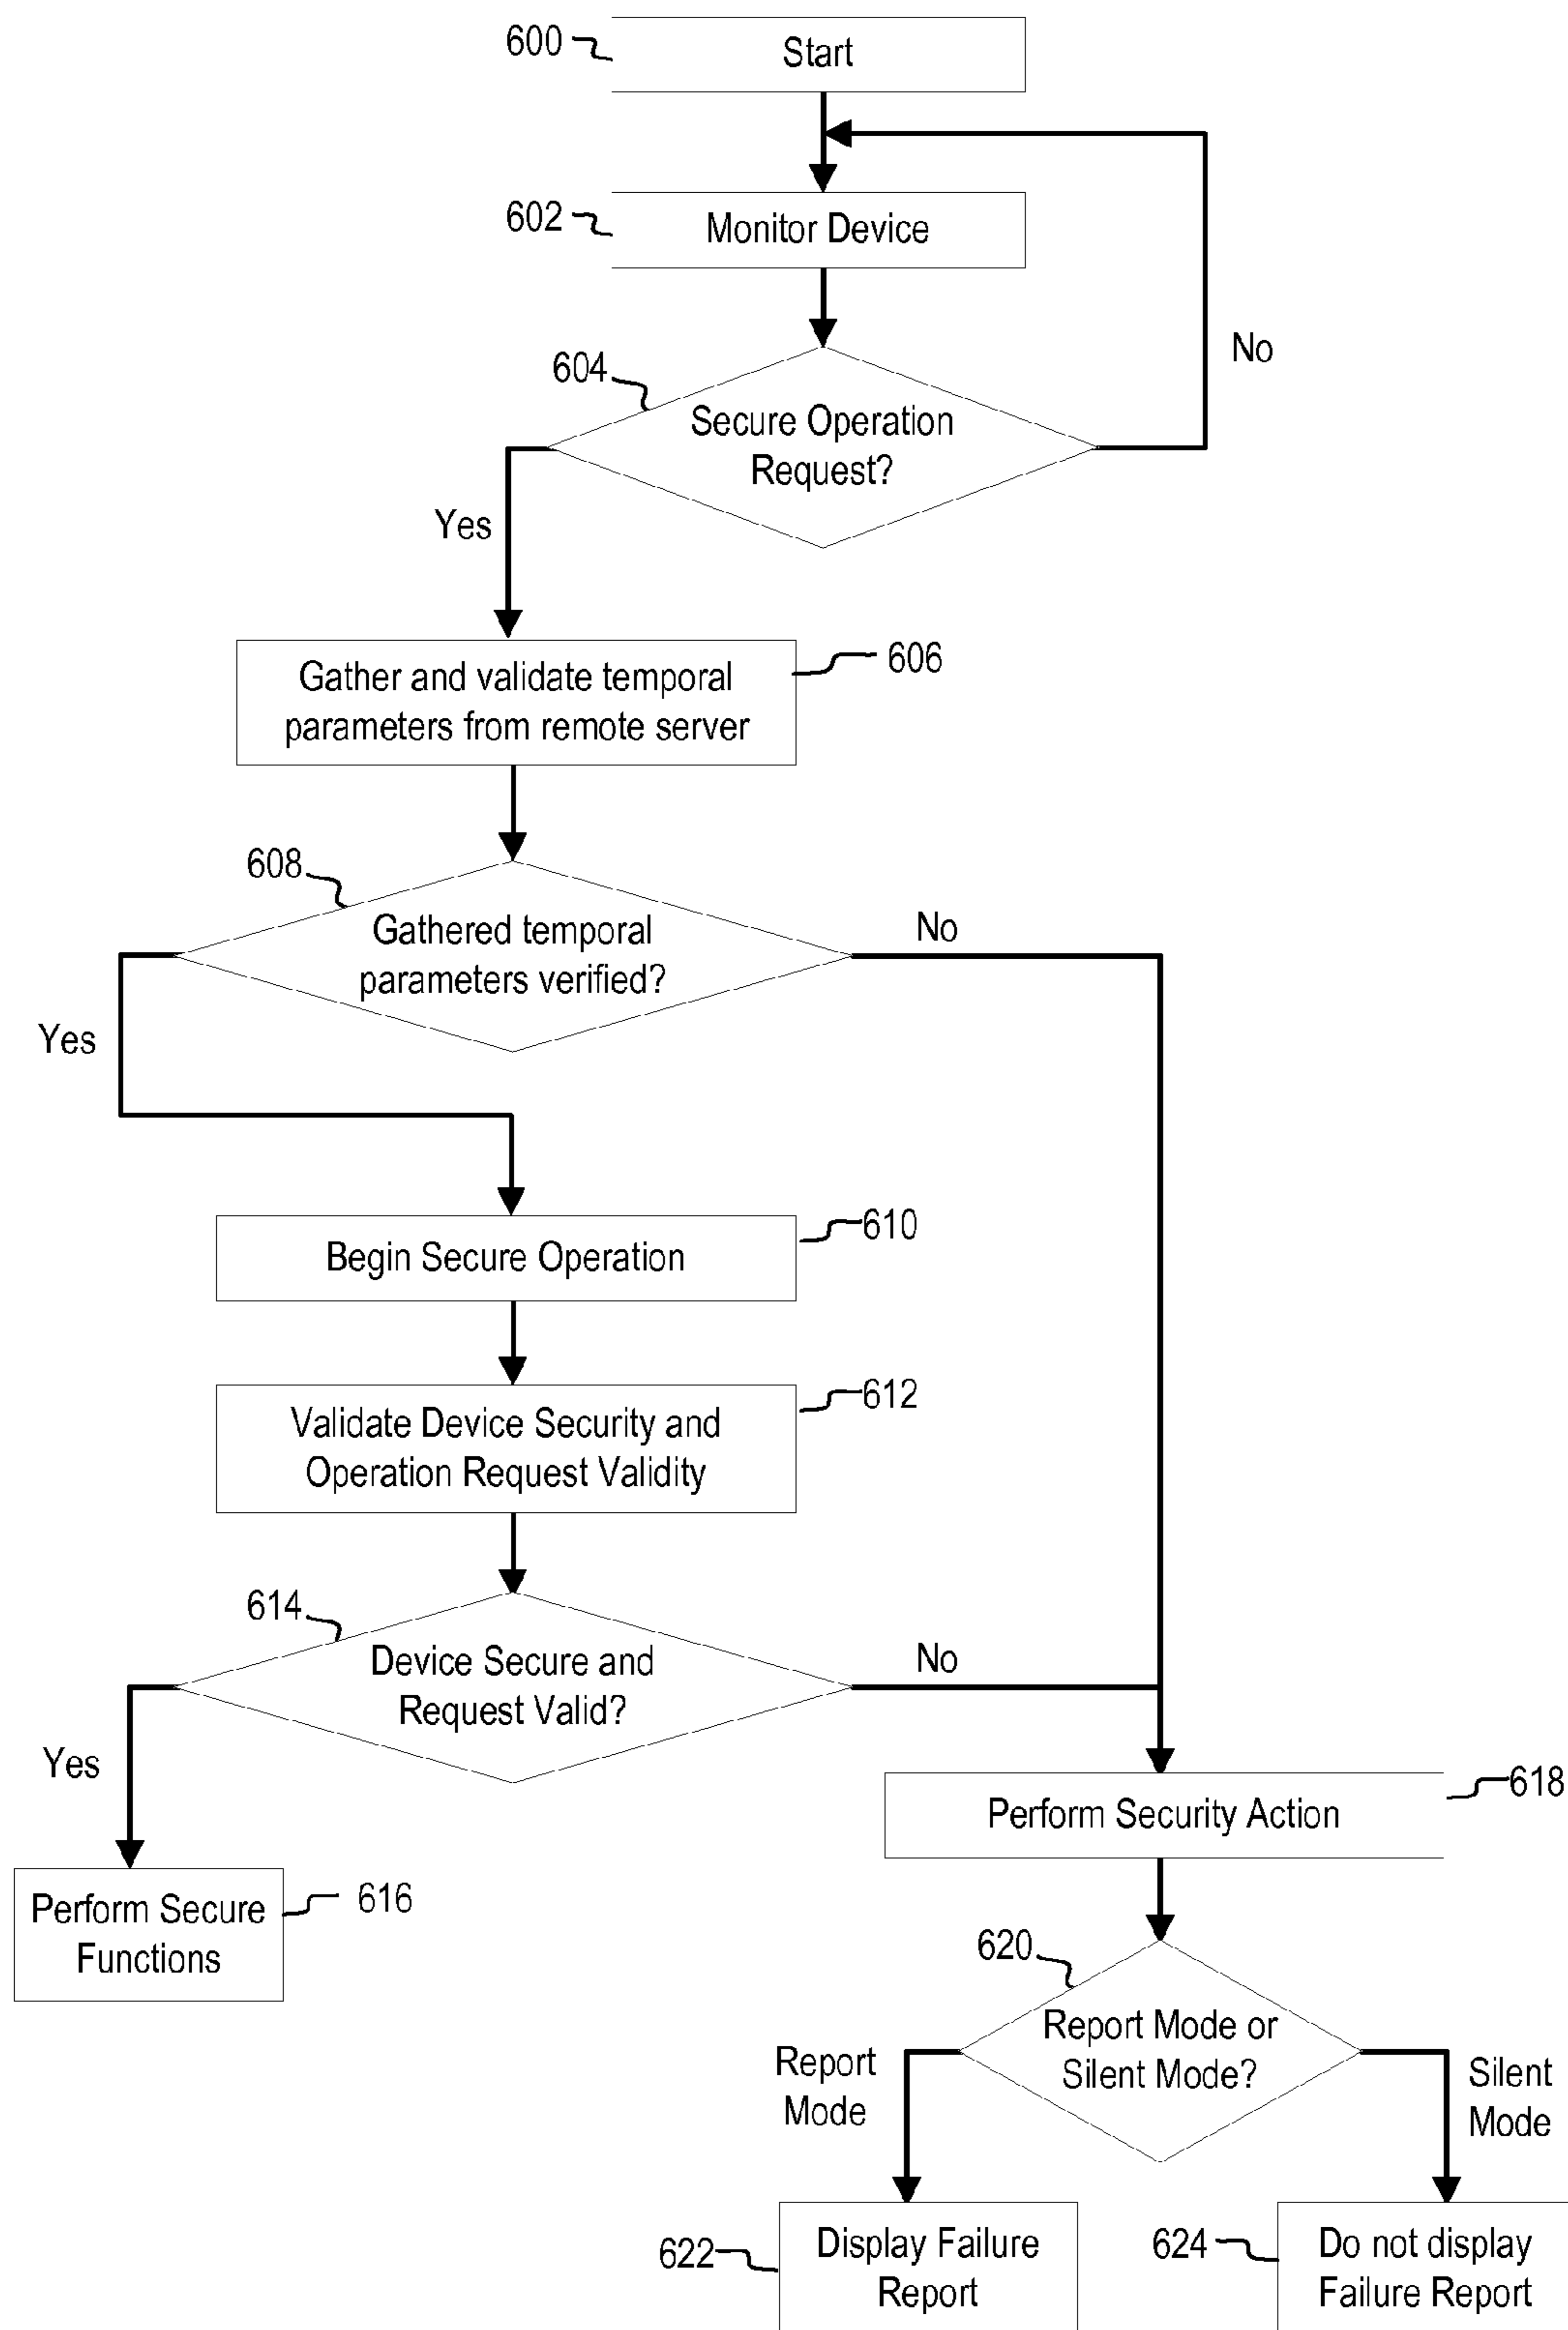 600
Start
602
Monitor Device
No
604
Secure Operation
Request?
Yes
606
Gather and validate temporal
parameters from remote server
608
Gathered temporal
parameters verified?
No
Yes
610
Begin Secure Operation
612
Validate Device Security and
Operation Request Validity
614
Device Secure and
Request Valid?
No
Yes
618
Perform Security Action
616
Perform Secure
Functions
620
Report Mode or
Silent Mode?
Report
Mode
Silent
Mode
622
Display Failure
Report
624
Do not display
Failure Report